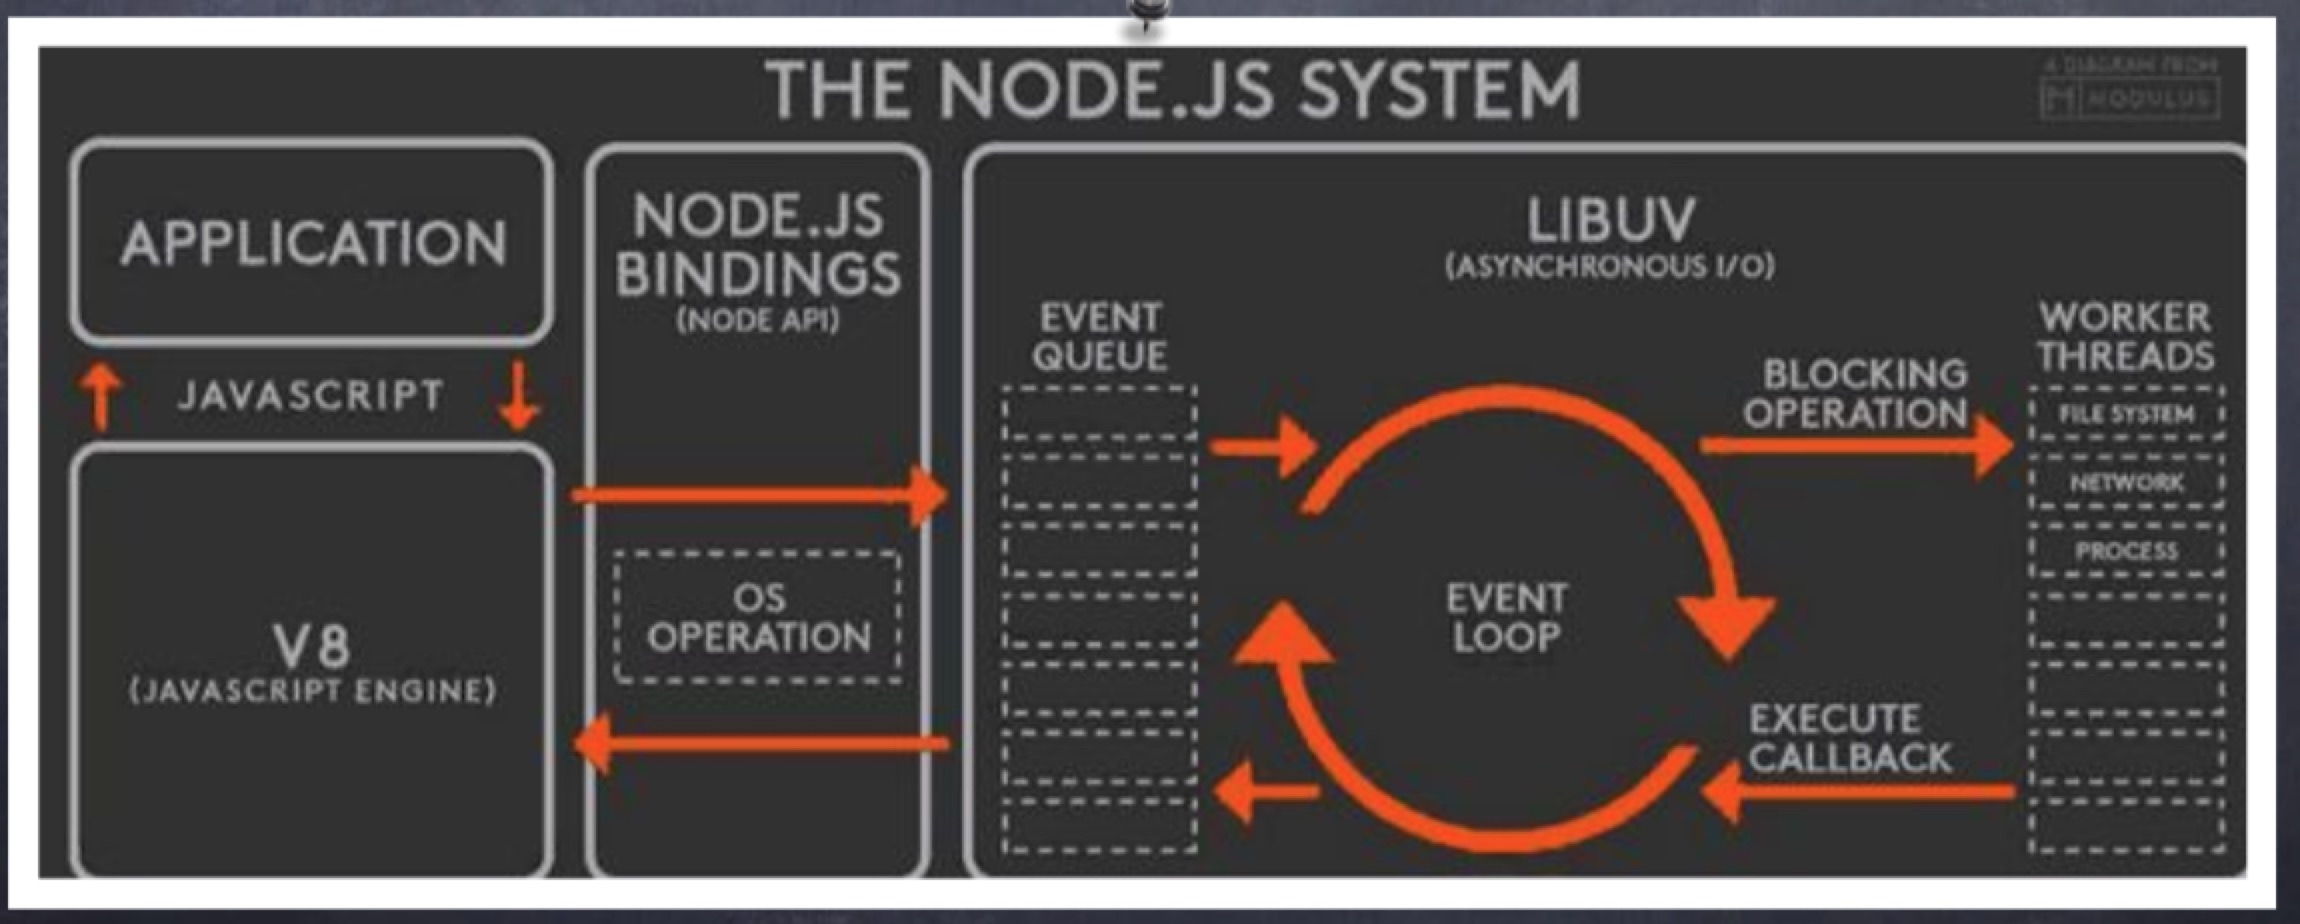 THE NODE.JS SYSTEM
A DIAGRAM FROM
MODULUS
APPLICATION
JAVASCRIPT
V8
(JAVASCRIPT ENGINE)
NODE.JS
BINDINGS
(NODE API)
OS
OPERATION
LIBUV
(ASYNCHRONOUS I/O)
EVENT
QUEUE
EVENT
LOOP
BLOCKING
OPERATION
EXECUTE
CALLBACK
WORKER
THREADS
FILE SYSTEM
NETWORK
PROCESS